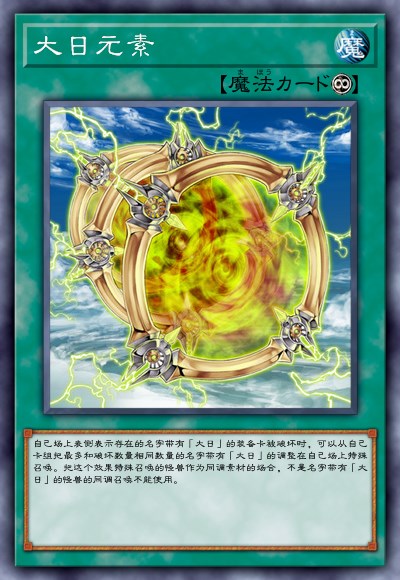 大日元素
魔
【魔法カード】
まほう
自己场上表侧表示存在的名字带有「大日」的装备卡被破坏时，可以从自己
卡组把最多和破坏数量相同数量的名字带有「大日」的调整在自己场上特殊
召唤。把这个效果特殊召唤的怪兽作为同调素材的场合，不是名字带有「大
日」的怪兽的同调召唤不能使用。